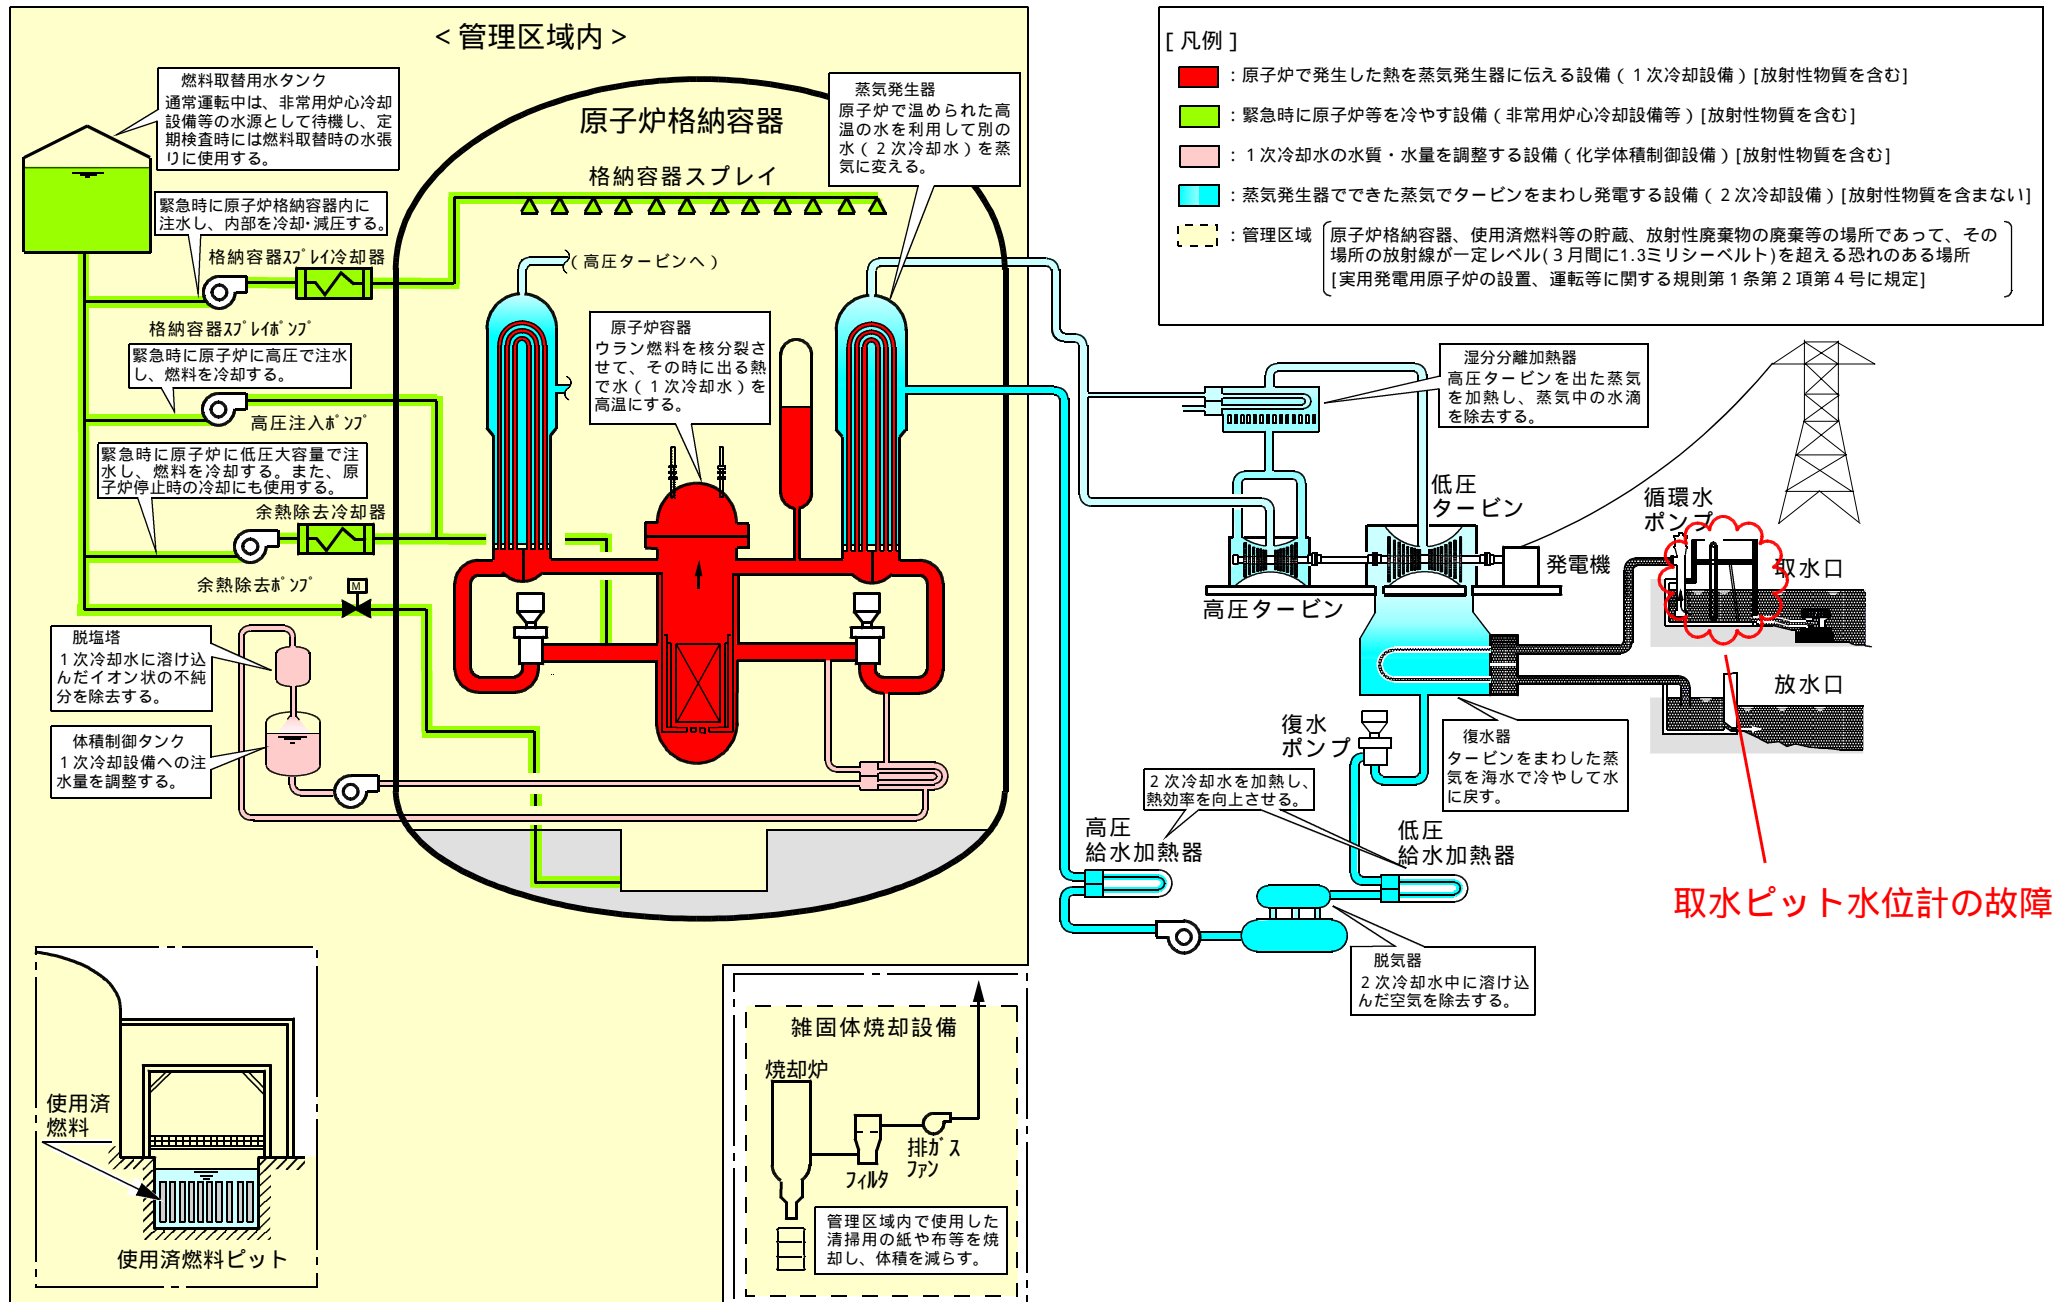 ＜管理区域内＞
燃料取替用水タンク
通常運転中は、非常用炉心冷却
設備等の水源として待機し、定
期検査時には燃料取替時の水張
りに使用する。
原子炉格納容器
蒸気発生器
原子炉で温められた高
温の水を利用して別の
水（２次冷却水）を蒸
気に変える。
格納容器スプレイ
緊急時に原子炉格納容器内に
注水し、内部を冷却･減圧する。
格納容器ｽﾌﾟﾚｲ冷却器
（高圧タービンへ）
格納容器ｽﾌﾟﾚｲﾎﾟﾝﾌﾟ
緊急時に原子炉に高圧で注水
し、燃料を冷却する。
高圧注入ﾎﾟﾝﾌﾟ
原子炉容器
ウラン燃料を核分裂さ
せて、その時に出る熱
で水（１次冷却水）を
高温にする。
緊急時に原子炉に低圧大容量で注
水し、燃料を冷却する。また、原
子炉停止時の冷却にも使用する。
余熱除去冷却器
余熱除去ﾎﾟﾝﾌﾟ
M
脱塩塔
１次冷却水に溶け込
んだイオン状の不純
分を除去する。
体積制御タンク
１次冷却設備への注
水量を調整する。
[ 凡例 ]
：原子炉で発生した熱を蒸気発生器に伝える設備（１次冷却設備）[放射性物質を含む]
：緊急時に原子炉等を冷やす設備（非常用炉心冷却設備等）[放射性物質を含む]
：１次冷却水の水質・水量を調整する設備（化学体積制御設備）[放射性物質を含む]
：蒸気発生器でできた蒸気でタービンをまわし発電する設備（２次冷却設備）[放射性物質を含まない]
：管理区域
原子炉格納容器、使用済燃料等の貯蔵、放射性廃棄物の廃棄等の場所であって、その
場所の放射線が一定レベル(３月間に1.3ミリシーベルト)を超える恐れのある場所
[実用発電用原子炉の設置、運転等に関する規則第１条第２項第４号に規定]
湿分分離加熱器
高圧タービンを出た蒸気
を加熱し、蒸気中の水滴
を除去する。
低圧
タービン
循環水
ポンプ
発電機
取水口
高圧タービン
放水口
復水
ポンプ
復水器
タービンをまわした蒸
気を海水で冷やして水
に戻す。
２次冷却水を加熱し、
熱効率を向上させる。
高圧
給水加熱器
低圧
給水加熱器
取水ピット水位計の故障
脱気器
２次冷却水中に溶け込
んだ空気を除去する。
使用済
燃料
使用済燃料ピット
雑固体焼却設備
焼却炉
排ｶﾞｽ
ﾌｧﾝ
ﾌｨﾙﾀ
管理区域内で使用した
清掃用の紙や布等を焼
却し、体積を減らす。